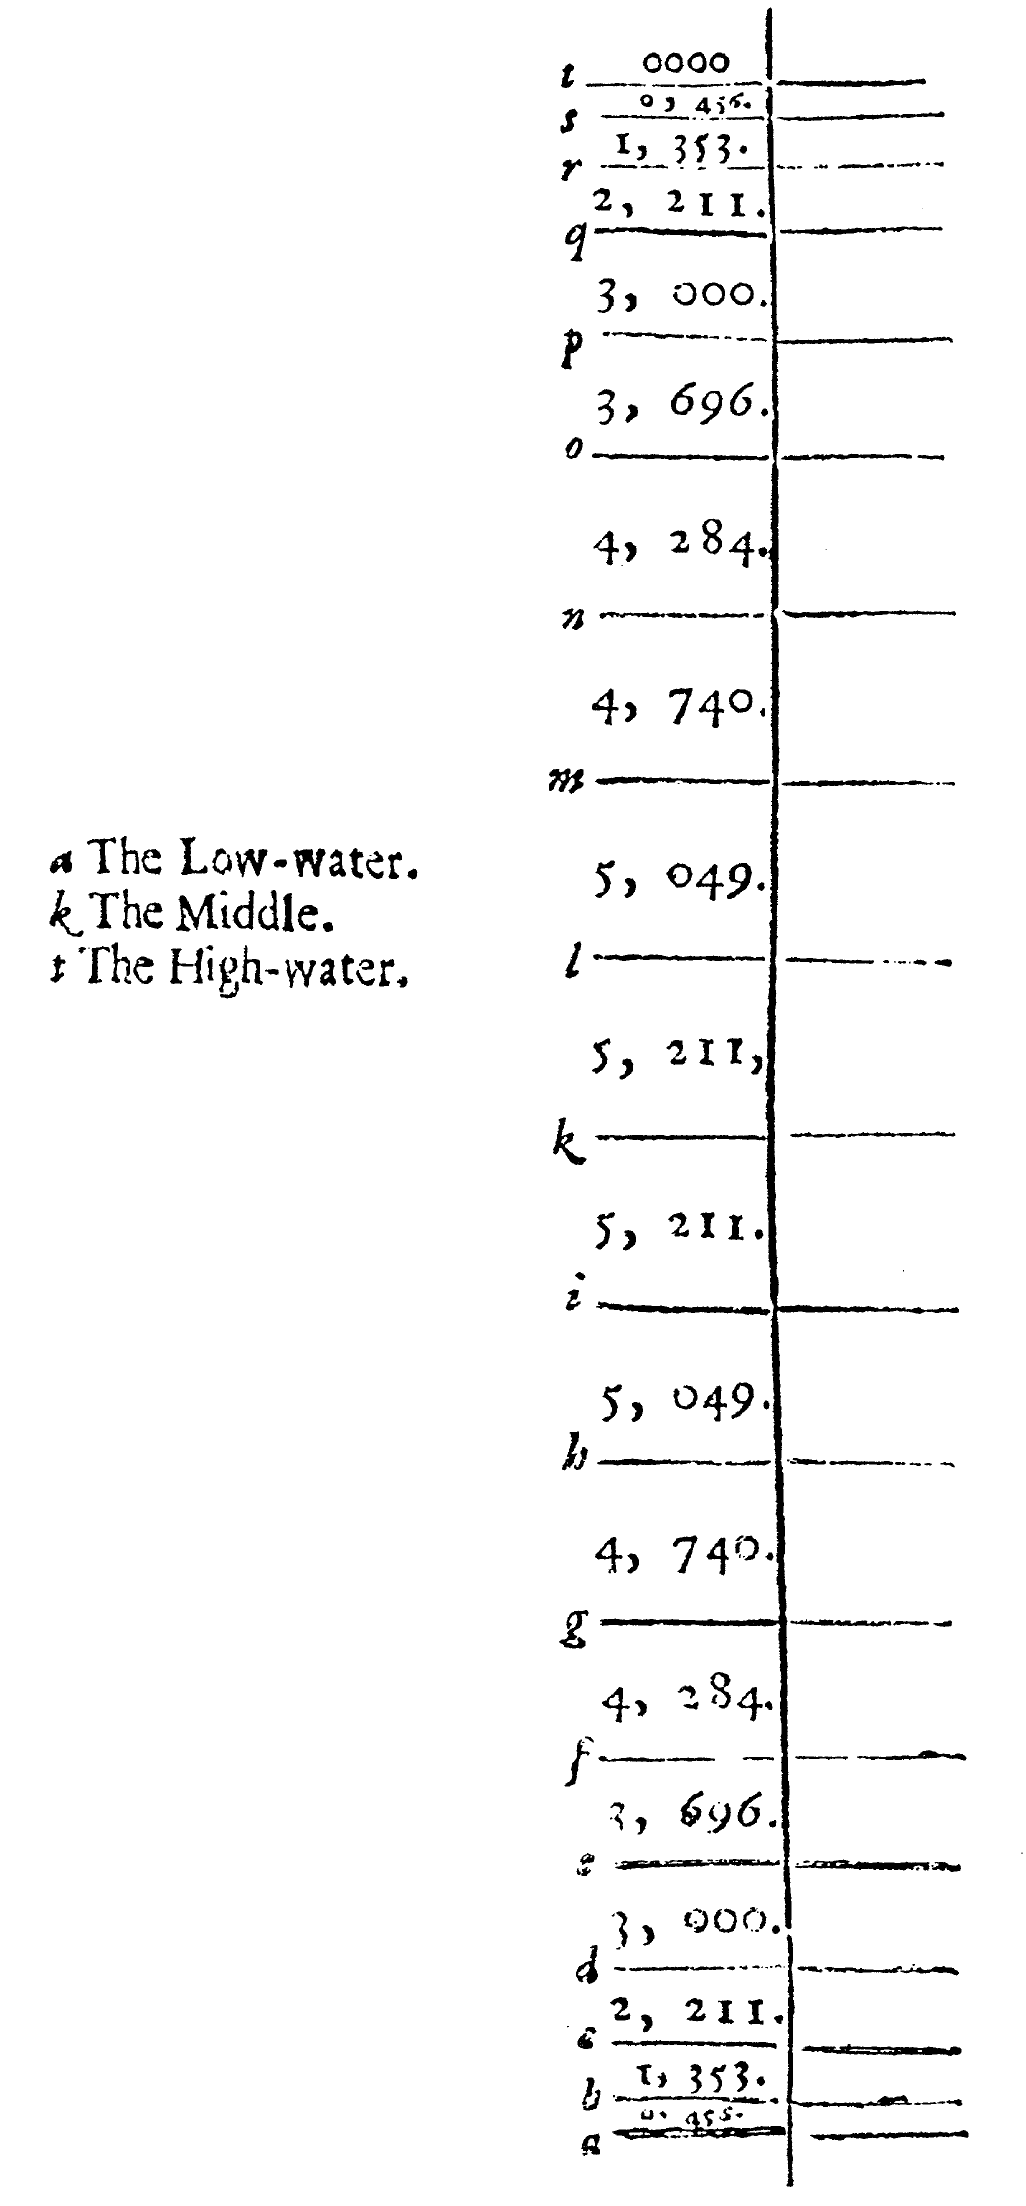 0000
t
0, 456.
s
1, 353.
r
2, 211.
q
3, 000.
p
3, 696.
o
4, 284.
n
4, 740.
m
a The Low-water.
k The Middle.
t The High-water.
5, 049.
l
5, 211,
k
5, 211.
i
5, 049.
h
4, 740.
g
4, 284.
f
3, 696.
e
3, 000.
d
2, 211.
c
1, 353.
b
0, 456.
a